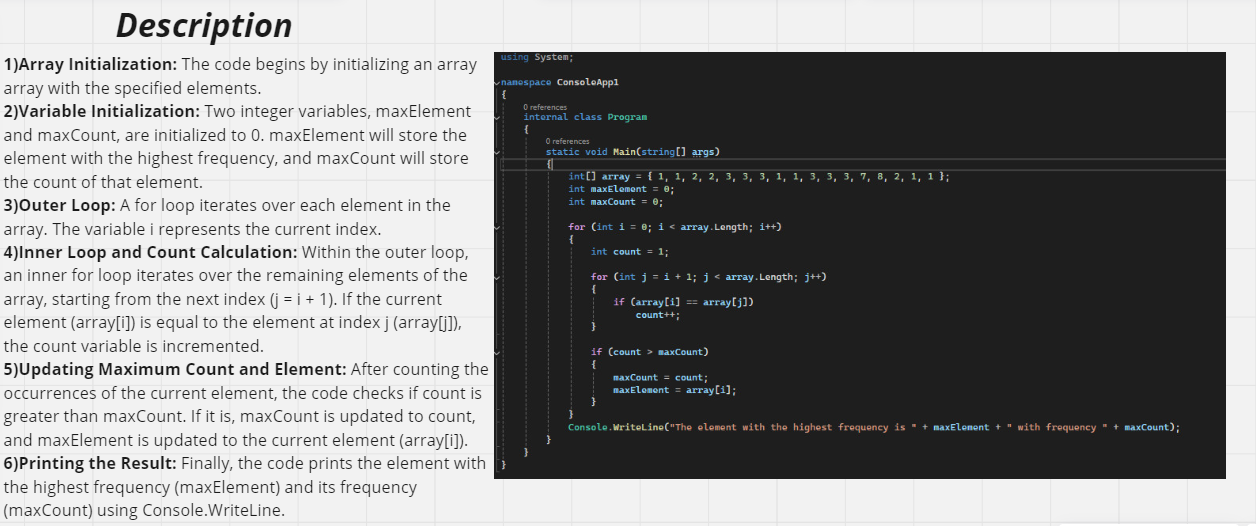 Description
1)Array Initialization: The code begins by initializing an array
array with the specified elements.
2)Variable Initialization: Two integer variables, maxElement
and maxCount, are initialized to 0. maxElement will store the
element with the highest frequency, and maxCount will store
the count of that element.
3)Outer Loop: A for loop iterates over each element in the
array. The variable i represents the current index.
4)Inner Loop and Count Calculation: Within the outer loop,
an inner for loop iterates over the remaining elements of the
array, starting from the next index (j = i + 1). If the current
element (array[i]) is equal to the element at index j (array[j]),
the count variable is incremented.
5)Updating Maximum Count and Element: After counting the
occurrences of the current element, the code checks if count is
greater than maxCount. If it is, maxCount is updated to count,
and maxElement is updated to the current element (array[i]).
6)Printing the Result: Finally, the code prints the element with
the highest frequency (maxElement) and its frequency
(maxCount) using Console.WriteLine.
using System;
namespace ConsoleApp1
{
0 references
internal class Program
{
0 references
static void Main(string[] args)
{
int[] array = { 1, 1, 2, 2, 3, 3, 3, 1, 1, 3, 3, 3, 7, 8, 2, 1, 1 };
int maxElement = 0;
int maxCount = 0;
for (int i = 0; i < array.Length; i++)
{
int count = 1;
for (int j = i + 1; j < array.Length; j++)
{
if (array[i] == array[j])
count++;
}
if (count > maxCount)
{
maxCount = count;
maxElement = array[i];
}
}
Console.WriteLine("The element with the highest frequency is " + maxElement + " with frequency " + maxCount);
}
}
}